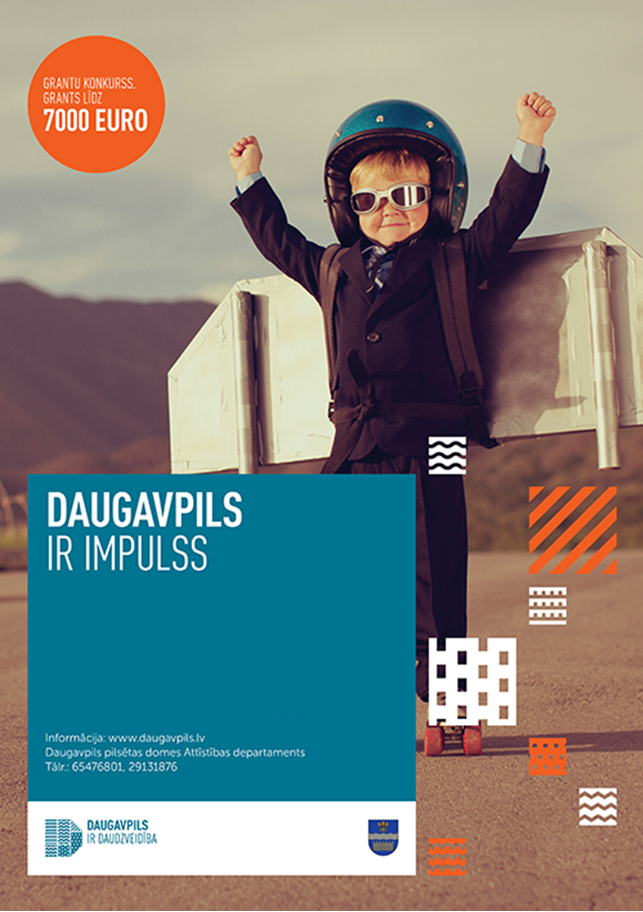 GRANTU KONKURSS.
GRANTS LĪDZ
7000 EURO
DAUGAVPILS
IR IMPULSS
Informācija: www.daugavpils.lv
Daugavpils pilsētas domes Attīstības departaments
Tālr.: 65476801, 29131876
DAUGAVPILS
IR DAUDZVEIDĪBA